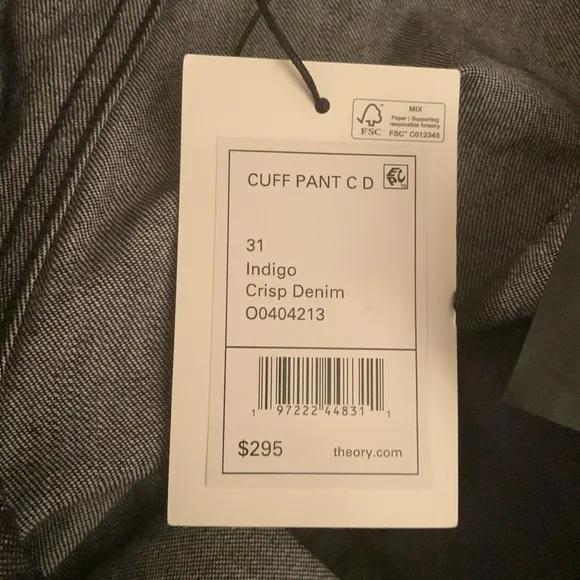 FSC
MIX
Paper | Supporting
responsible forestry
FSC™ C012345
CUFF PANT C D
31
Indigo
Crisp Denim
O0404213
1 97222 44831 1
$295
theory.com